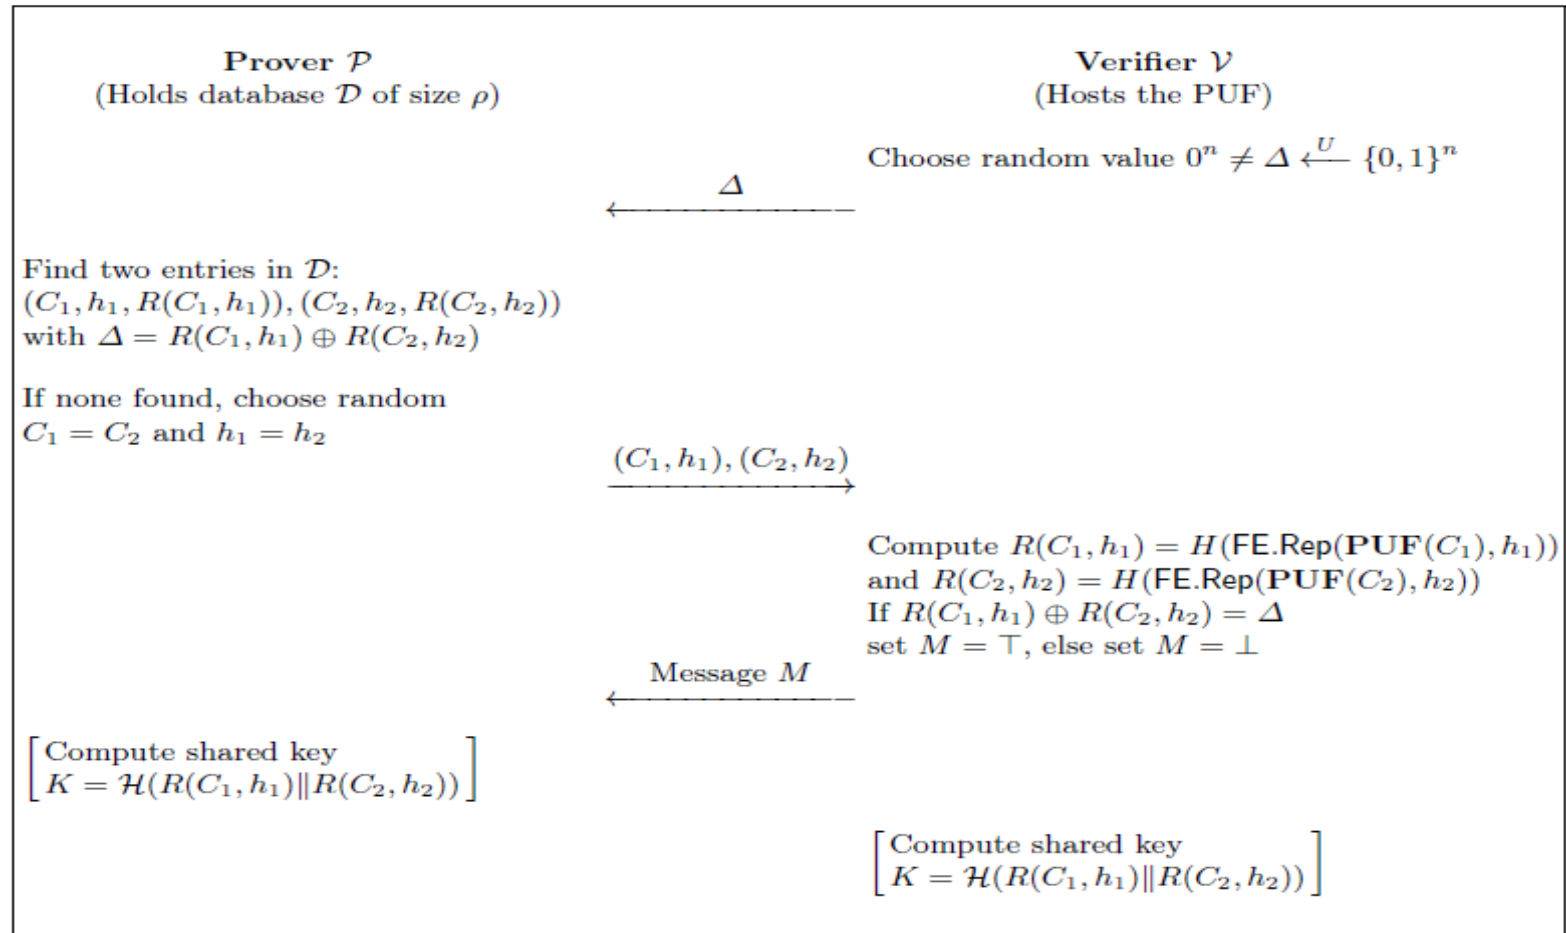 Prover 𝒫
(Holds database 𝒟 of size ρ)
Verifier 𝒱
(Hosts the PUF)
Choose random value 0ⁿ ≠ Δ ←U– {0, 1}ⁿ
Δ
Find two entries in 𝒟:
(C₁, h₁, R(C₁, h₁)), (C₂, h₂, R(C₂, h₂))
with Δ = R(C₁, h₁) ⊕ R(C₂, h₂)
If none found, choose random
C₁ = C₂ and h₁ = h₂
(C₁, h₁), (C₂, h₂)
Compute R(C₁, h₁) = H(FE.Rep(PUF(C₁), h₁))
and R(C₂, h₂) = H(FE.Rep(PUF(C₂), h₂))
If R(C₁, h₁) ⊕ R(C₂, h₂) = Δ
set M = ⊤, else set M = ⊥
Message M
[Compute shared key
K = ℋ(R(C₁, h₁)‖R(C₂, h₂))]
[Compute shared key
K = ℋ(R(C₁, h₁)‖R(C₂, h₂))]